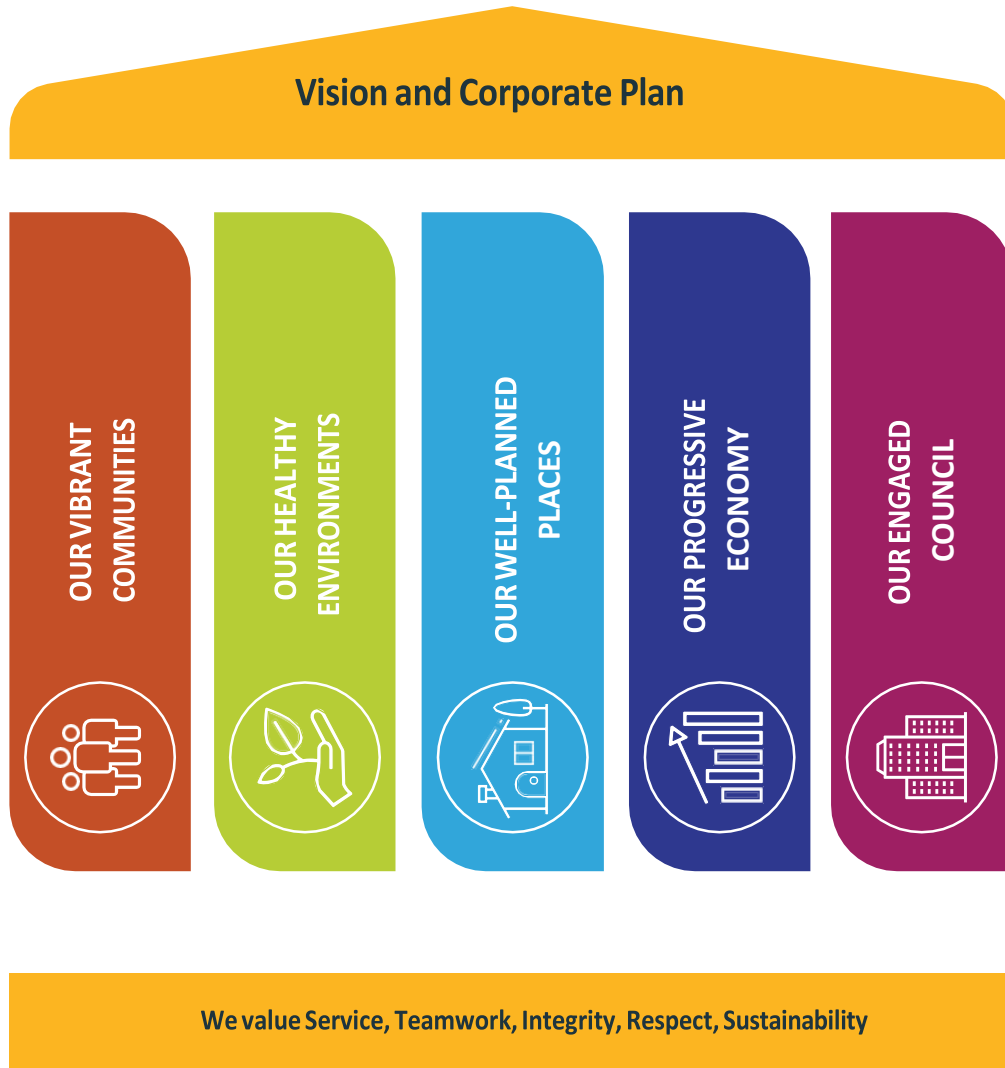 Vision and Corporate Plan
OUR VIBRANT
COMMUNITIES
OUR HEALTHY
ENVIRONMENTS
OUR WELL-PLANNED
PLACES
OUR PROGRESSIVE
ECONOMY
OUR ENGAGED
COUNCIL
We value Service, Teamwork, Integrity, Respect, Sustainability